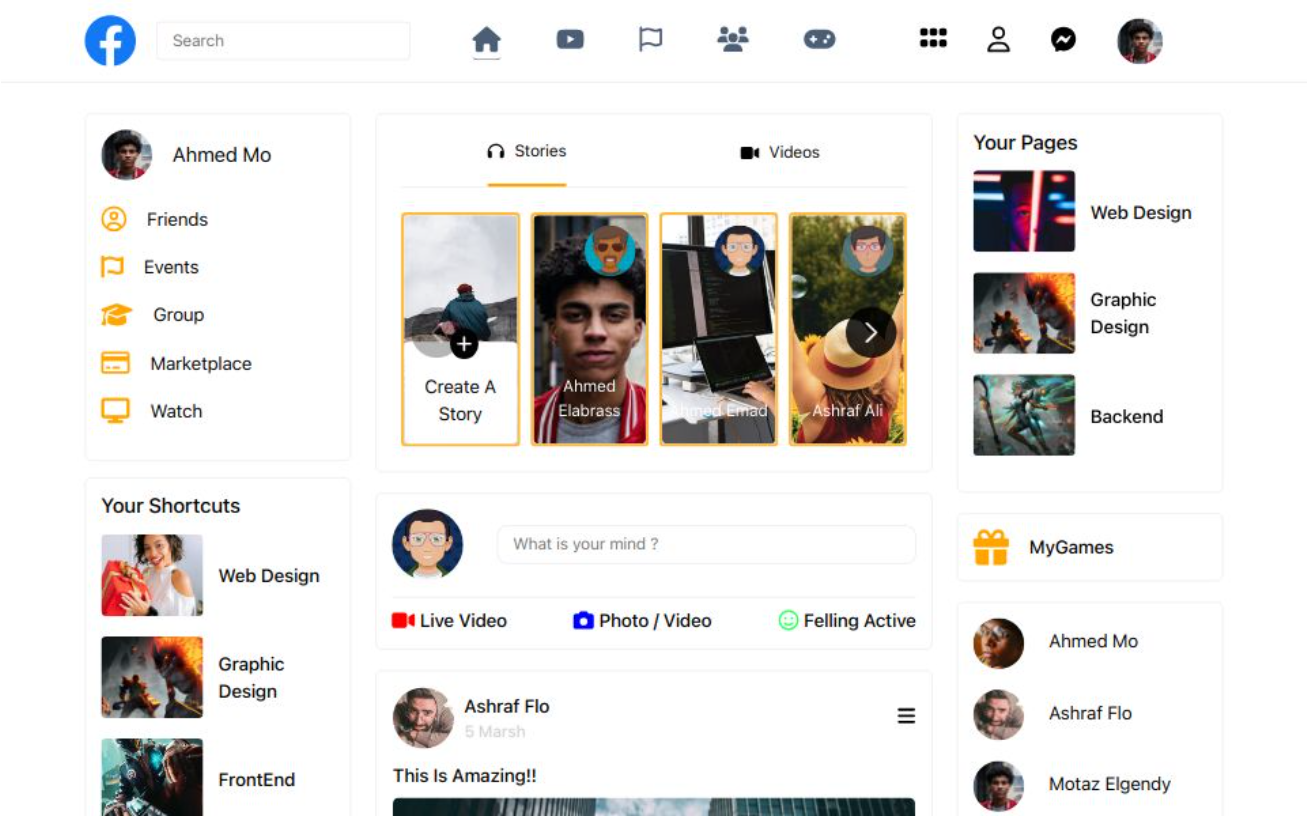 Search
Ahmed Mo
Friends
Events
Group
Marketplace
Watch
Your Shortcuts
Web Design
Graphic
Design
FrontEnd
Stories
Videos
Create A
Story
Ahmed
Elabrass
Ahmed Emad
Ashraf Ali
What is your mind ?
Live Video
Photo / Video
Felling Active
Ashraf Flo
5 Marsh
This Is Amazing!!
Your Pages
Web Design
Graphic
Design
Backend
MyGames
Ahmed Mo
Ashraf Flo
Motaz Elgendy